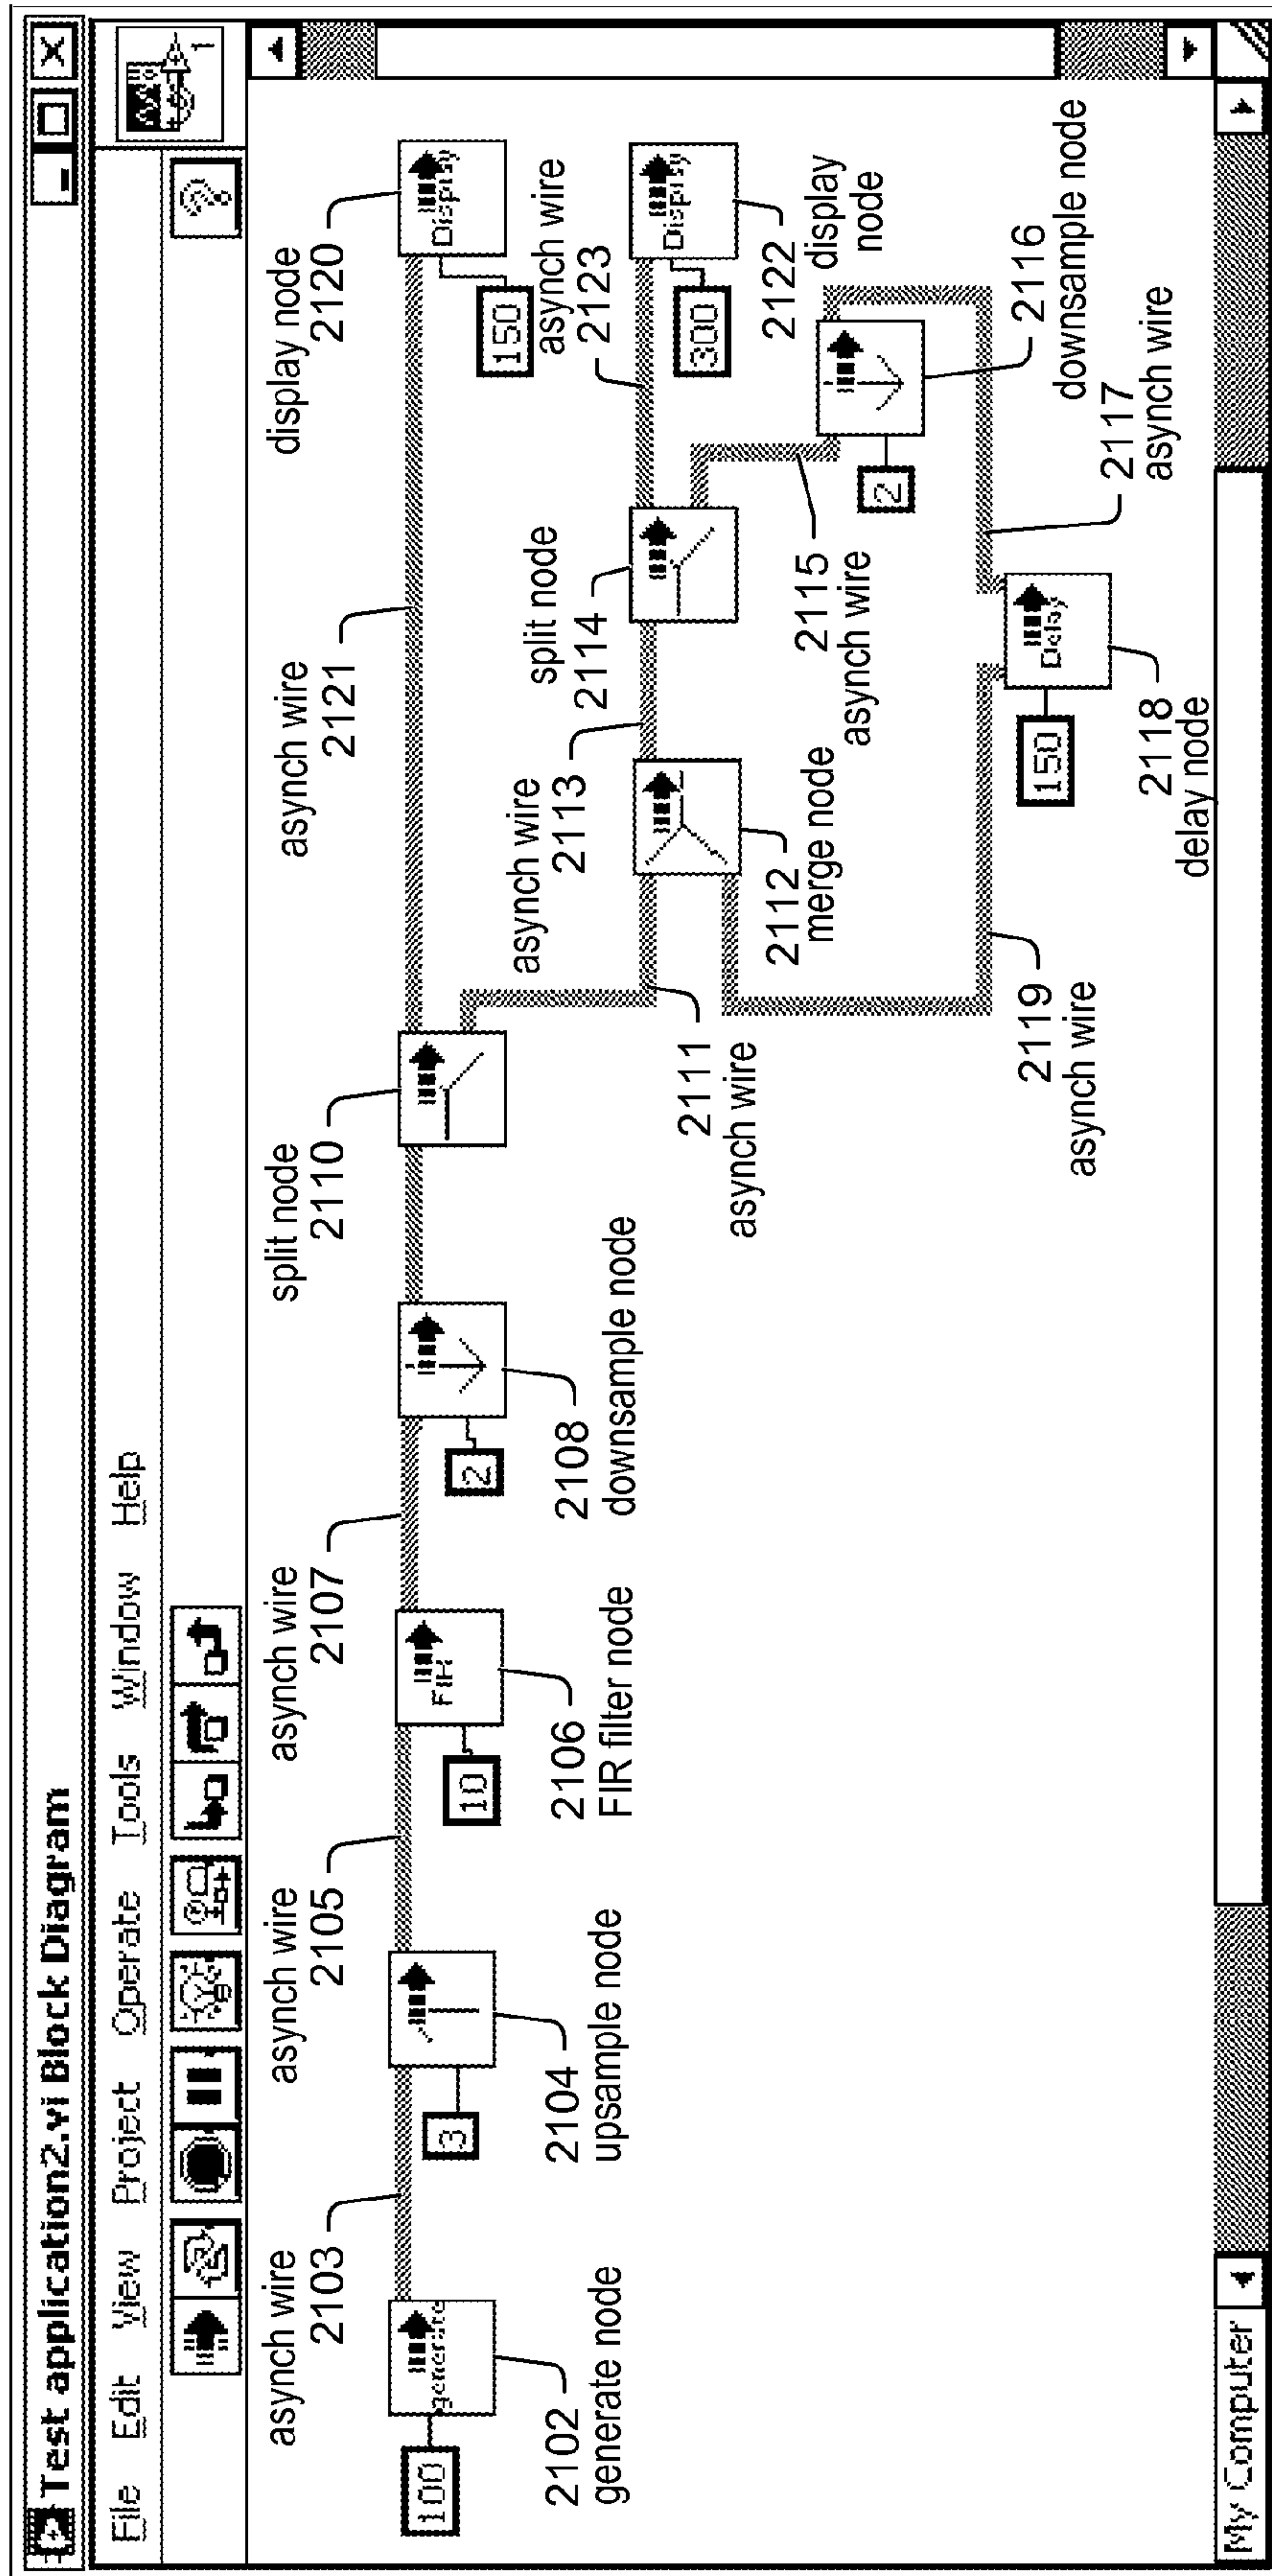 Test application2.vi Block Diagram
File Edit View Project Operate Tools Window Help
1
asynch wire
2103
asynch wire
2105
asynch wire
2107
split node
2110
asynch wire
2121
display node
2120
100
generate
3
10
FIR
2
Display
150
2102
generate node
2104
upsample node
2106
FIR filter node
2108
downsample node
asynch wire
2113
split node
2114
asynch wire
2123
Display
300
2111
asynch wire
2112
merge node
2115
asynch wire
2122
display
node
2
2116
downsample node
2119
asynch wire
150
Delay
2117
asynch wire
2118
delay node
My Computer